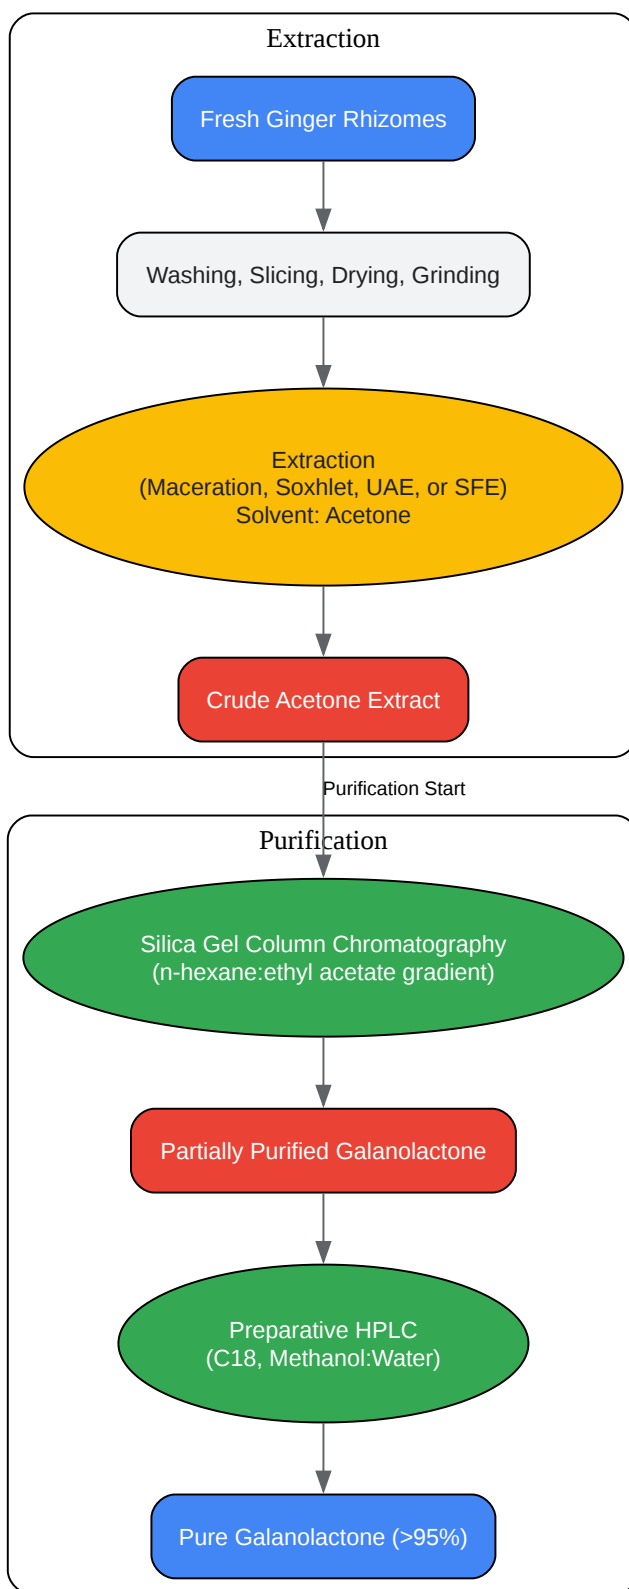 Extraction
Fresh Ginger Rhizomes
Washing, Slicing, Drying, Grinding
Extraction
(Maceration, Soxhlet, UAE, or SFE)
Solvent: Acetone
Crude Acetone Extract
Purification Start
Purification
Silica Gel Column Chromatography
(n-hexane:ethyl acetate gradient)
Partially Purified Galanolactone
Preparative HPLC
(C18, Methanol:Water)
Pure Galanolactone (>95%)